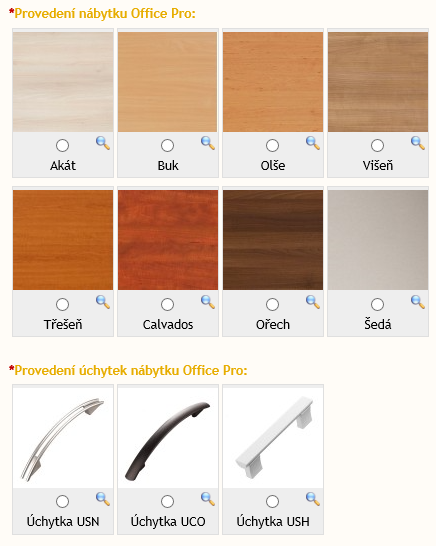 *Provedení nábytku Office Pro:
Akát Buk Olše Višeň
Třešeň Calvados Ořech Šedá
*Provedení úchytek nábytku Office Pro:
Úchytka USN Úchytka UCO Úchytka USH